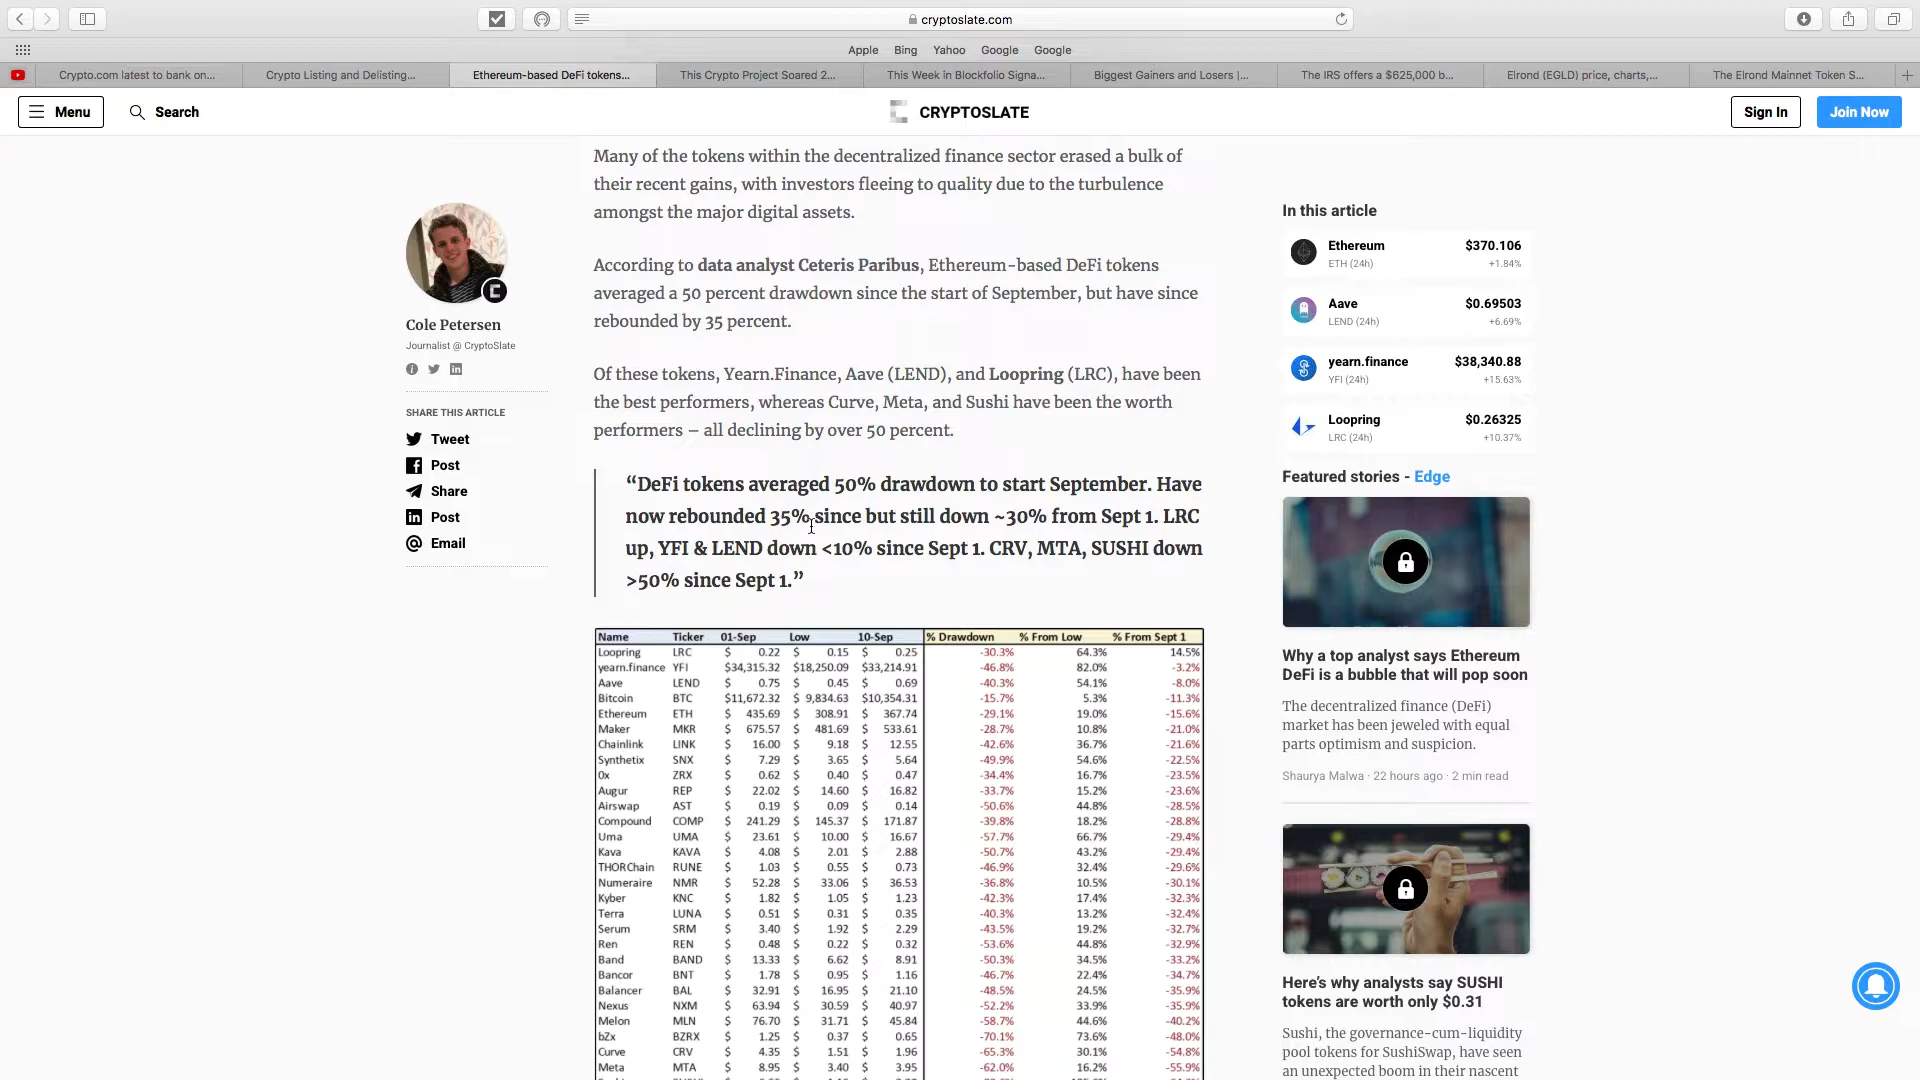 cryptoslate.com
Apple Bing Yahoo Google Google
Crypto.com latest to bank on... Crypto Listing and Delisting... Ethereum-based DeFi tokens... This Crypto Project Soared 2... This Week in Blockfolio Signa... Biggest Gainers and Losers |... The IRS offers a $625,000 b... Elrond (EGLD) price, charts,... The Elrond Mainnet Token S...
Menu Search CRYPTOSLATE Sign In Join Now
Many of the tokens within the decentralized finance sector erased a bulk of
their recent gains, with investors fleeing to quality due to the turbulence
amongst the major digital assets.
According to data analyst Ceteris Paribus, Ethereum-based DeFi tokens
averaged a 50 percent drawdown since the start of September, but have since
rebounded by 35 percent.
Of these tokens, Yearn.Finance, Aave (LEND), and Loopring (LRC), have been
the best performers, whereas Curve, Meta, and Sushi have been the worth
performers – all declining by over 50 percent.
“DeFi tokens averaged 50% drawdown to start September. Have
now rebounded 35% since but still down ~30% from Sept 1. LRC
up, YFI & LEND down <10% since Sept 1. CRV, MTA, SUSHI down
>50% since Sept 1.”
Cole Petersen
Journalist @ CryptoSlate
SHARE THIS ARTICLE
Tweet
Post
Share
Post
Email
Name Ticker 01-Sep Low 10-Sep % Drawdown % From Low % From Sept 1
Loopring LRC $ 0.22 $ 0.15 $ 0.25 -30.3% 64.3% 14.5%
yearn.finance YFI $34,315.32 $18,250.09 $33,214.91 -46.8% 82.0% -3.2%
Aave LEND $ 0.75 $ 0.45 $ 0.69 -40.3% 54.1% -8.0%
Bitcoin BTC $11,672.32 $ 9,834.63 $10,354.31 -15.7% 5.3% -11.3%
Ethereum ETH $ 435.69 $ 308.91 $ 367.74 -29.1% 19.0% -15.6%
Maker MKR $ 675.57 $ 481.69 $ 533.61 -28.7% 10.8% -21.0%
Chainlink LINK $ 16.00 $ 9.18 $ 12.55 -42.6% 36.7% -21.6%
Synthetix SNX $ 7.29 $ 3.65 $ 5.64 -49.9% 54.6% -22.5%
0x ZRX $ 0.62 $ 0.40 $ 0.47 -34.4% 16.7% -23.5%
Augur REP $ 22.02 $ 14.60 $ 16.82 -33.7% 15.2% -23.6%
Airswap AST $ 0.19 $ 0.09 $ 0.14 -50.6% 44.8% -28.5%
Compound COMP $ 241.29 $ 145.37 $ 171.87 -39.8% 18.2% -28.8%
Uma UMA $ 23.61 $ 10.00 $ 16.67 -57.7% 66.7% -29.4%
Kava KAVA $ 4.08 $ 2.01 $ 2.88 -50.7% 43.2% -29.4%
THORChain RUNE $ 1.03 $ 0.55 $ 0.73 -46.9% 32.4% -29.6%
Numeraire NMR $ 52.28 $ 33.06 $ 36.53 -36.8% 10.5% -30.1%
Kyber KNC $ 1.82 $ 1.05 $ 1.23 -42.3% 17.4% -32.3%
Terra LUNA $ 0.51 $ 0.31 $ 0.35 -40.3% 13.2% -32.4%
Serum SRM $ 3.40 $ 1.92 $ 2.29 -43.5% 19.2% -32.7%
Ren REN $ 0.48 $ 0.22 $ 0.32 -53.6% 44.8% -32.9%
Band BAND $ 13.33 $ 6.62 $ 8.91 -50.3% 34.5% -33.2%
Bancor BNT $ 1.78 $ 0.95 $ 1.16 -46.7% 22.4% -34.7%
Balancer BAL $ 32.91 $ 16.95 $ 21.10 -48.5% 24.5% -35.9%
Nexus NXM $ 63.94 $ 30.59 $ 40.97 -52.2% 33.9% -35.9%
Melon MLN $ 76.70 $ 31.71 $ 45.84 -58.7% 44.6% -40.2%
bZx BZRX $ 1.25 $ 0.37 $ 0.65 -70.1% 73.6% -48.0%
Curve CRV $ 4.35 $ 1.51 $ 1.96 -65.3% 30.1% -54.8%
Meta MTA $ 8.95 $ 3.40 $ 3.95 -62.0% 16.2% -55.9%
In this article
Ethereum $370.106
ETH (24h) +1.84%
Aave $0.69503
LEND (24h) +6.69%
yearn.finance $38,340.88
YFI (24h) +15.63%
Loopring $0.26325
LRC (24h) +10.37%
Featured stories - Edge
Why a top analyst says Ethereum
DeFi is a bubble that will pop soon
The decentralized finance (DeFi)
market has been jeweled with equal
parts optimism and suspicion.
Shaurya Malwa · 22 hours ago · 2 min read
Here’s why analysts say SUSHI
tokens are worth only $0.31
Sushi, the governance-cum-liquidity
pool tokens for SushiSwap, have seen
an unexpected boom in their nascent